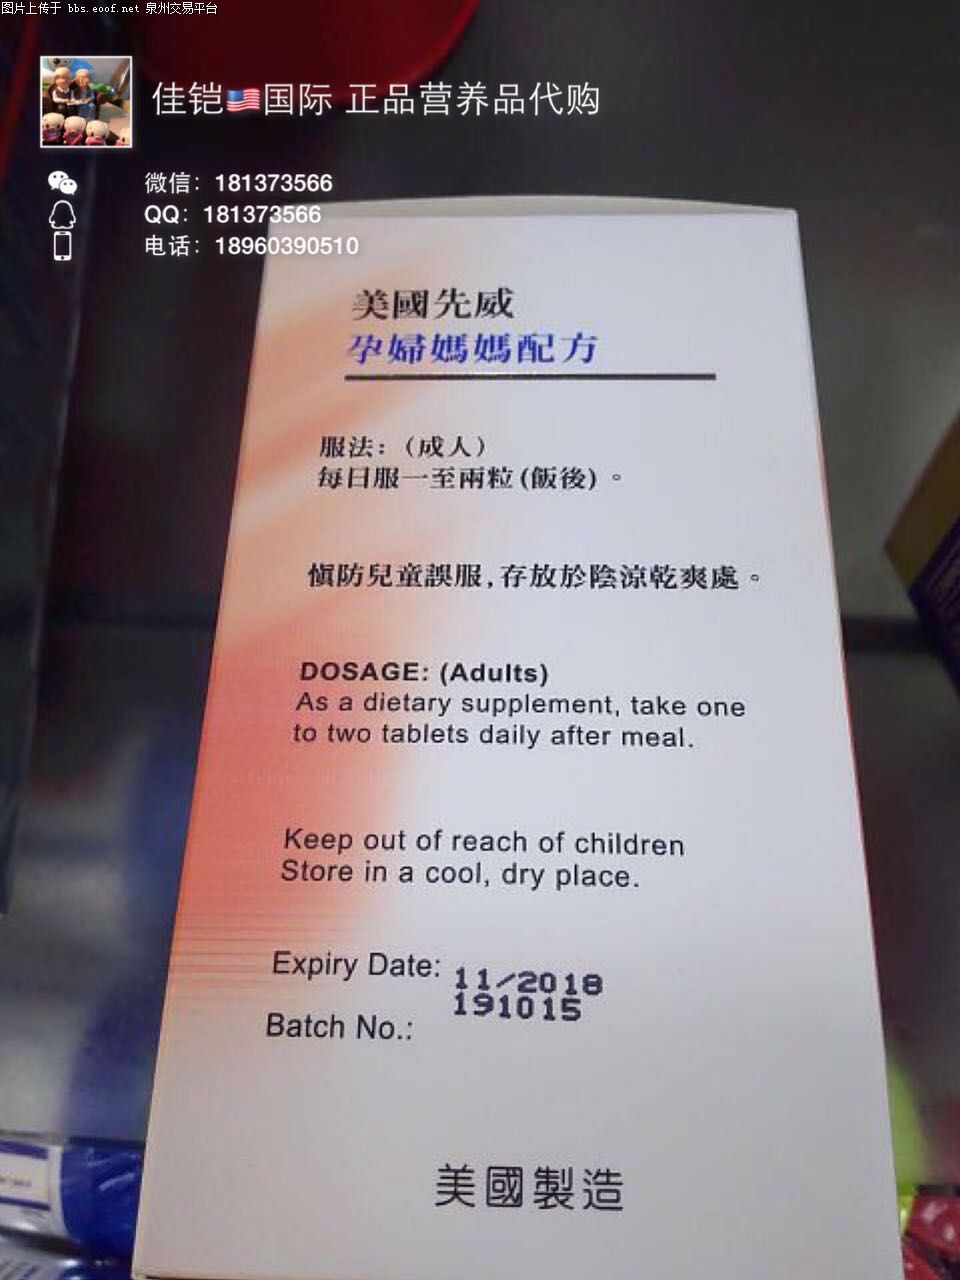 图片上传于 bbs.eoof.net 泉州交易平台
佳铠🇺🇸国际 正品营养品代购
微信：181373566
QQ：181373566
电话：18960390510
美國先威
孕婦媽媽配方
服法：（成人）
每日服一至兩粒(飯後)。
慎防兒童誤服,存放於陰涼乾爽處。
DOSAGE: (Adults)
As a dietary supplement, take one
to two tablets daily after meal.
Keep out of reach of children
Store in a cool, dry place.
Expiry Date: 11/2018
191015
Batch No.:
美國製造